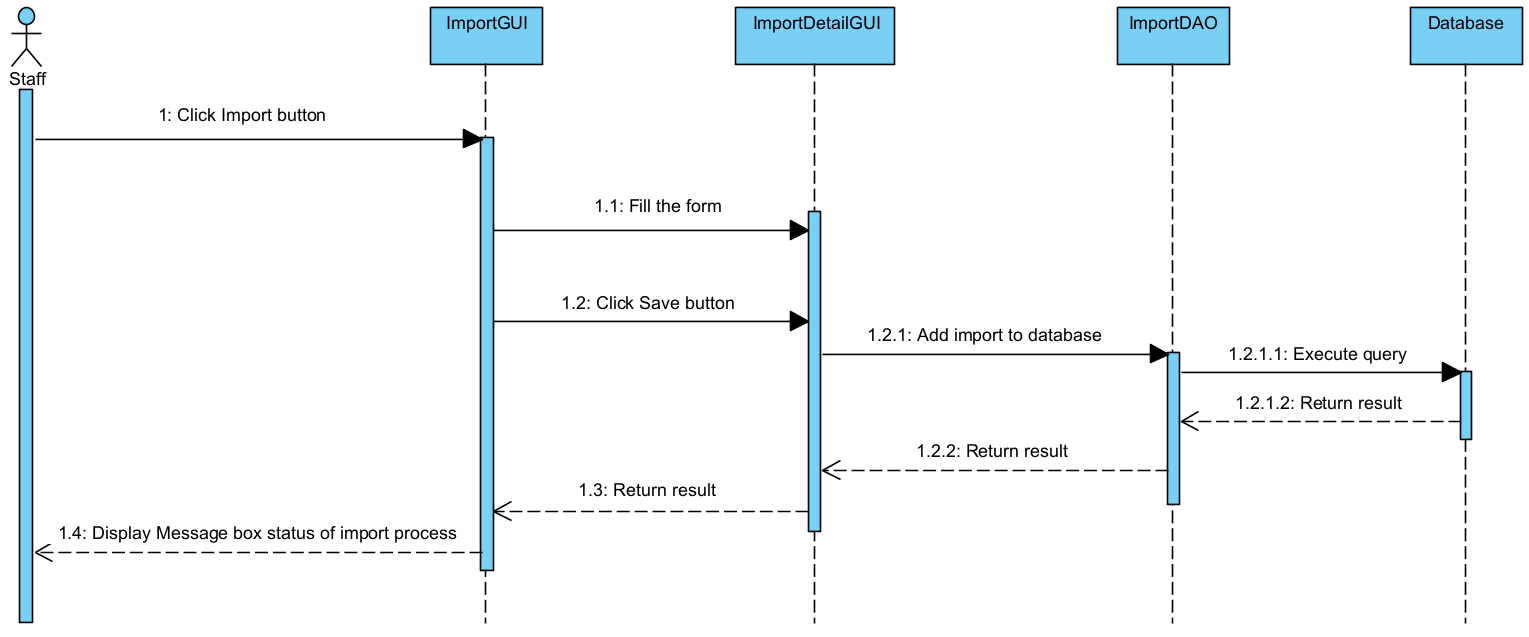 ImportGUI
ImportDetailGUI
ImportDAO
Database
Staff
1: Click Import button
1.1: Fill the form
1.2: Click Save button
1.2.1: Add import to database
1.2.1.1: Execute query
1.2.1.2: Return result
1.2.2: Return result
1.3: Return result
1.4: Display Message box status of import process